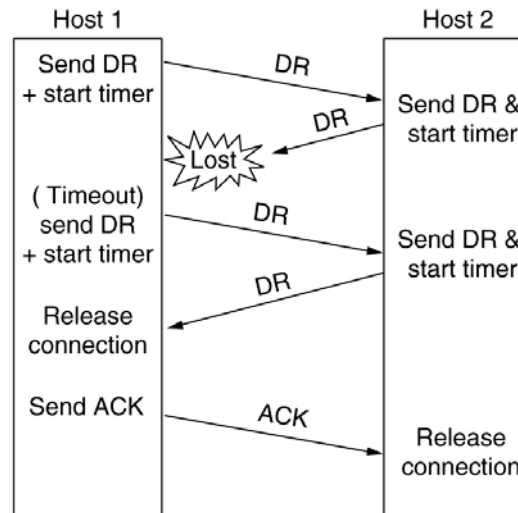 Host 1
Host 2
Send DR
+ start timer
DR
Send DR &
start timer
DR
Lost
( Timeout)
send DR
+ start timer
DR
Send DR &
start timer
DR
Release
connection
Send ACK
ACK
Release
connection